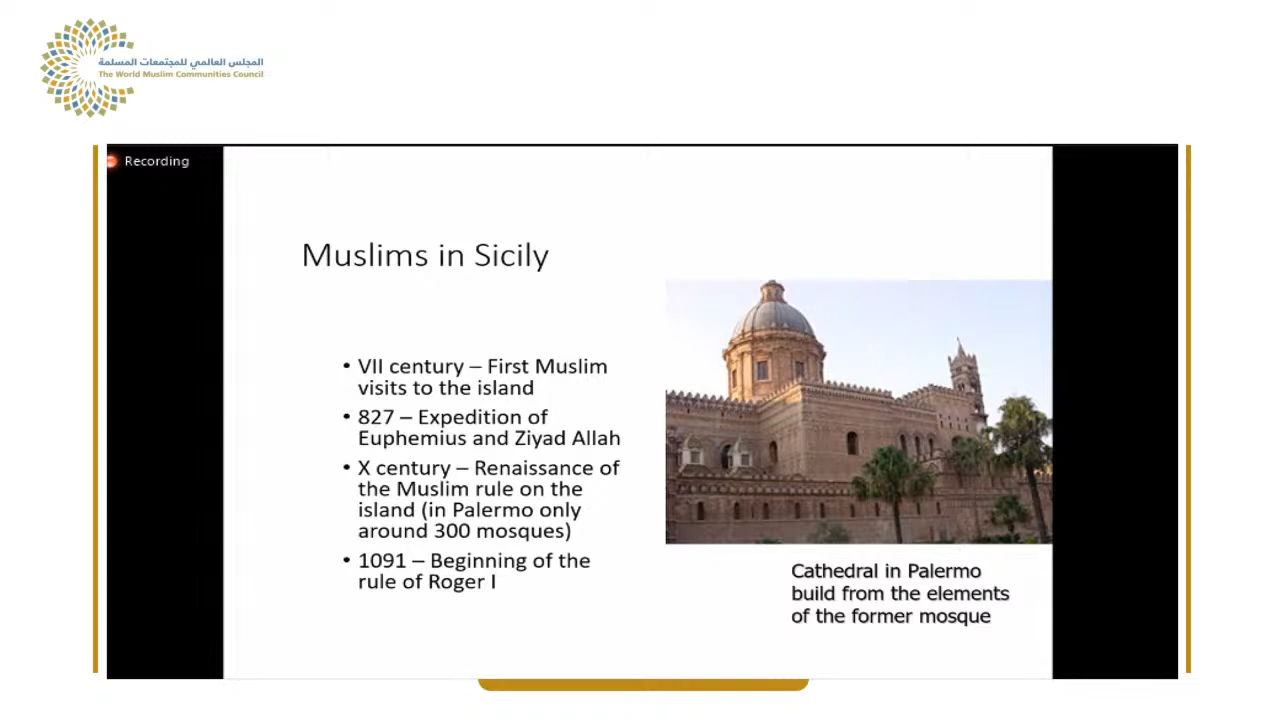 المجلس العالمي للمجتمعات المسلمة
The World Muslim Communities Council
Recording
Muslims in Sicily
• VII century – First Muslim
visits to the island
• 827 – Expedition of
Euphemius and Ziyad Allah
• X century – Renaissance of
the Muslim rule on the
island (in Palermo only
around 300 mosques)
• 1091 – Beginning of the
rule of Roger I
Cathedral in Palermo
build from the elements
of the former mosque